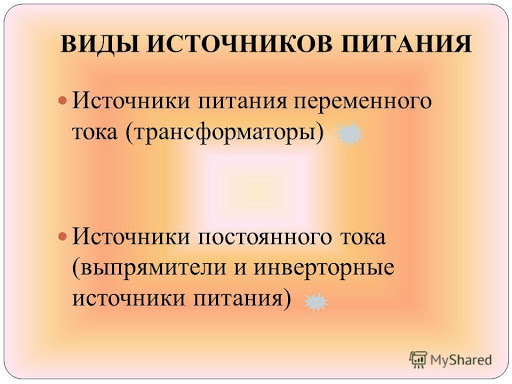 ВИДЫ ИСТОЧНИКОВ ПИТАНИЯ
• Источники питания переменного
тока (трансформаторы)
• Источники постоянного тока
(выпрямители и инверторные
источники питания)
MyShared